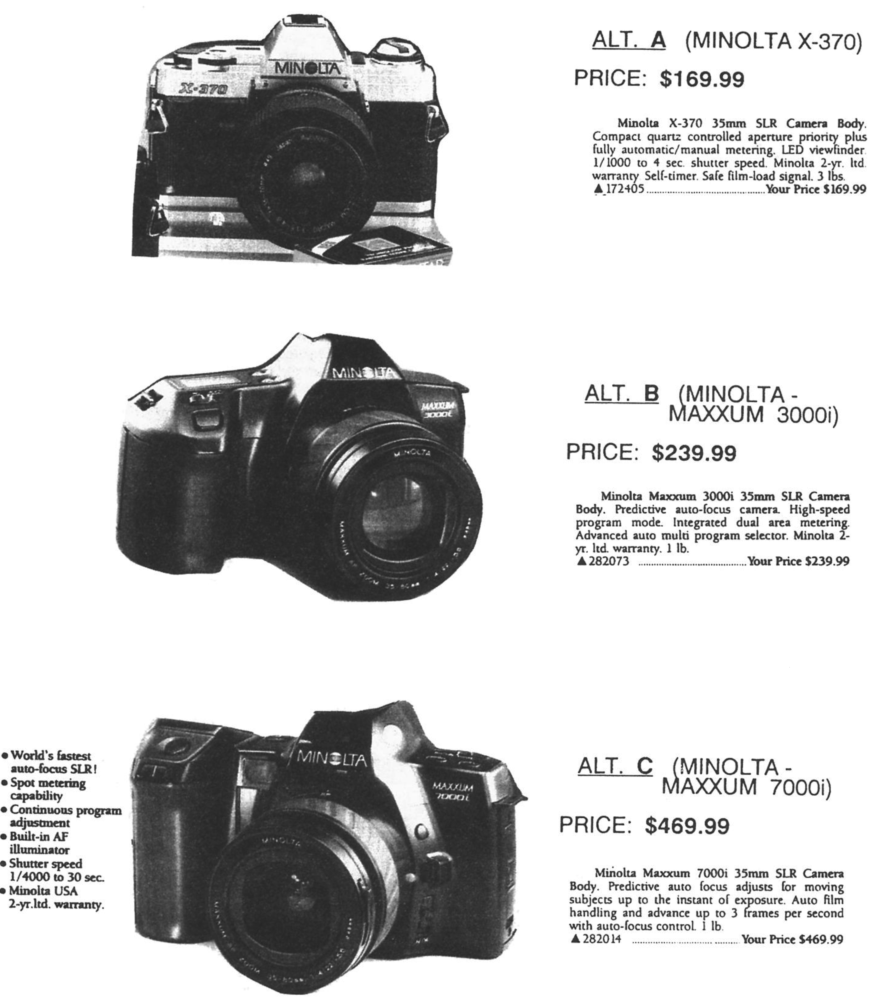 ALT. A (MINOLTA X-370)
PRICE: $169.99
MINOLTA
X-370
Minolta X-370 35mm SLR Camera Body.
Compact quartz controlled aperture priority plus
fully automatic/manual metering. LED viewfinder
1/1000 to 4 sec. shutter speed. Minolta 2-yr. ltd.
warranty Self-timer. Safe film-load signal. 3 lbs.
▲172405........................................Your Price $169.99
MINOLTA
MAXXUM
3000i
MINOLTA
MAXXUM AF ZOOM 35-80mm
ALT. B (MINOLTA -
MAXXUM 3000i)
PRICE: $239.99
Minolta Maxxum 3000i 35mm SLR Camera
Body. Predictive auto-focus camera. High-speed
program mode. Integrated dual area metering.
Advanced auto multi program selector. Minolta 2-
yr. ltd. warranty. 1 lb.
▲282073 ........................................Your Price $239.99
• World's fastest
auto-focus SLR!
• Spot metering
capability
• Continuous program
adjustment
• Built-in AF
illuminator
• Shutter speed
1/4000 to 30 sec.
• Minolta USA
2-yr.ltd. warranty.
MINOLTA
MAXXUM
7000i
MINOLTA
ALT. C (MINOLTA -
MAXXUM 7000i)
PRICE: $469.99
Minolta Maxxum 7000i 35mm SLR Camera
Body. Predictive auto focus adjusts for moving
subjects up to the instant of exposure. Auto film
handling and advance up to 3 frames per second
with auto-focus control. 1 lb.
▲282014 ........................................Your Price $469.99